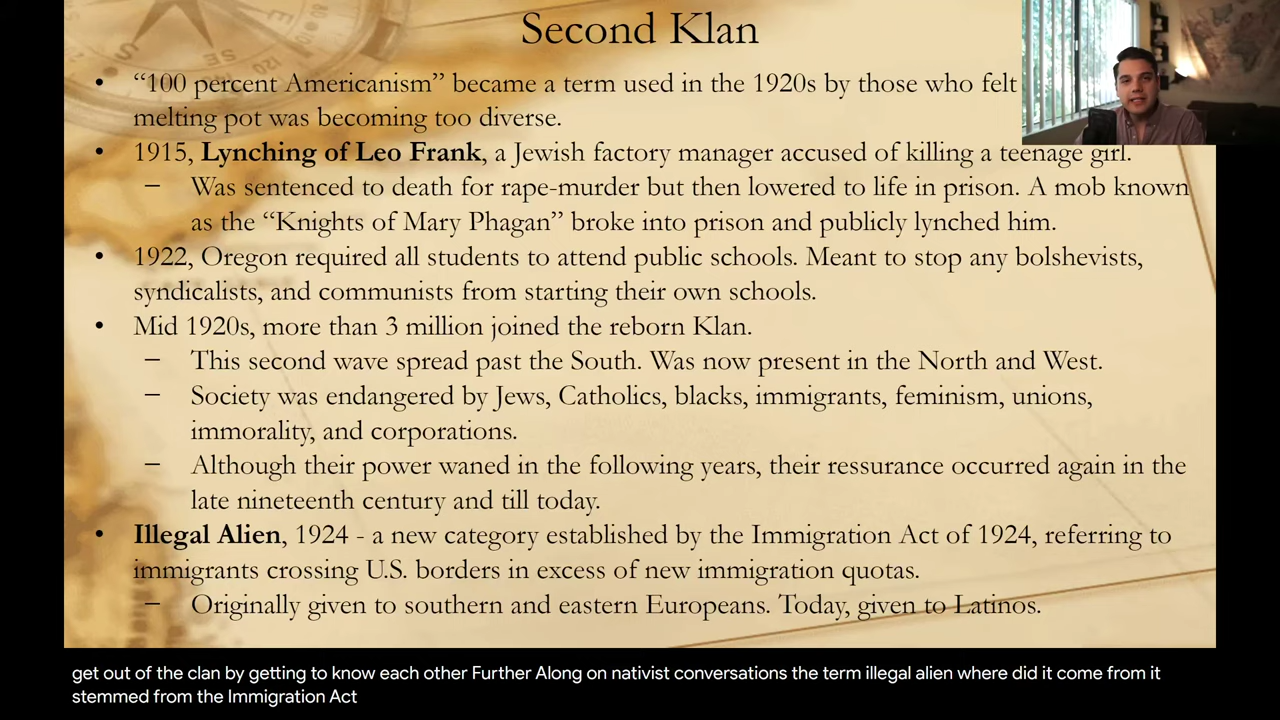 Second Klan
• “100 percent Americanism” became a term used in the 1920s by those who felt
melting pot was becoming too diverse.
• 1915, Lynching of Leo Frank, a Jewish factory manager accused of killing a teenage girl.
– Was sentenced to death for rape-murder but then lowered to life in prison. A mob known
as the “Knights of Mary Phagan” broke into prison and publicly lynched him.
• 1922, Oregon required all students to attend public schools. Meant to stop any bolshevists,
syndicalists, and communists from starting their own schools.
• Mid 1920s, more than 3 million joined the reborn Klan.
– This second wave spread past the South. Was now present in the North and West.
– Society was endangered by Jews, Catholics, blacks, immigrants, feminism, unions,
immorality, and corporations.
– Although their power waned in the following years, their ressurance occurred again in the
late nineteenth century and till today.
• Illegal Alien, 1924 - a new category established by the Immigration Act of 1924, referring to
immigrants crossing U.S. borders in excess of new immigration quotas.
– Originally given to southern and eastern Europeans. Today, given to Latinos.
get out of the clan by getting to know each other Further Along on nativist conversations the term illegal alien where did it come from it
stemmed from the Immigration Act